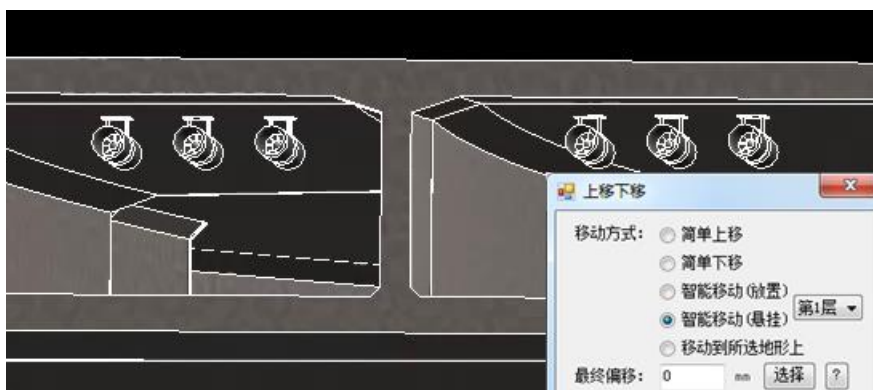 上移下移
移动方式： 简单上移
简单下移
智能移动(放置)
智能移动(悬挂) 第1层
移动到所选地形上
最终偏移： 0 mm 选择 ?